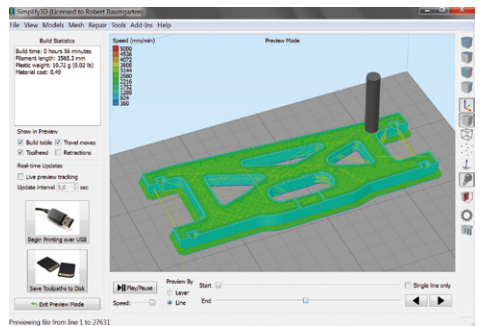 Simplify3D (Licensed to Robert Baumgarten)
File View Models Mesh Repair Tools Add-Ins Help
Build Statistics
Build time: 0 hours 56 minutes
Filament length: 3565.3 mm
Plastic weight: 10.72 g (0.02 lb)
Material cost: 0.49
Speed (mm/min)
5000
4536
4072
3608
3144
2680
2216
1752
1288
824
360
Preview Mode
Show in Preview
Build table
Travel moves
Toolhead
Retractions
Real-time Updates
Live preview tracking
Update interval 5.0 sec
Begin Printing over USB
Save Toolpaths to Disk
Exit Preview Mode
Play/Pause
Speed:
Preview By
Layer
Line
Start
End
Single line only
Previewing file from line 1 to 27631